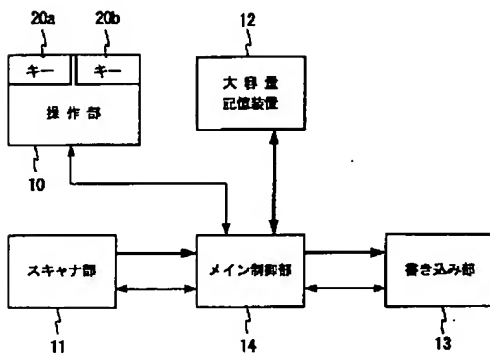 20a 20b
キー キー
操作部
10
12
大容量
記憶装置
スキャナ部
メイン制御部
書き込み部
11
14
13